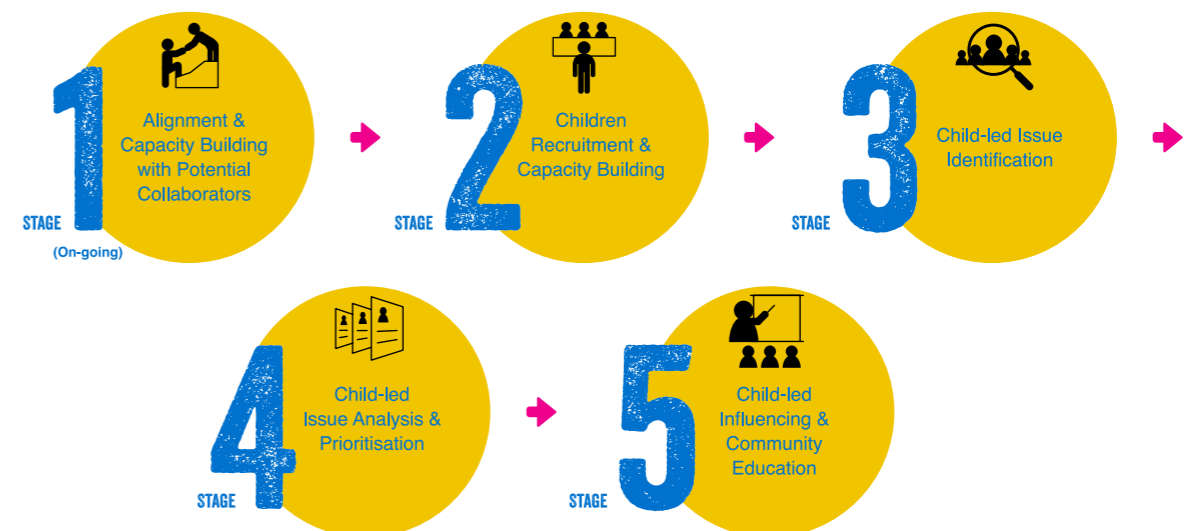 1
STAGE
(On-going)
Alignment &
Capacity Building
with Potential
Collaborators
2
STAGE
Children
Recruitment &
Capacity Building
3
STAGE
Child-led Issue
Identification
4
STAGE
Child-led
Issue Analysis &
Prioritisation
5
STAGE
Child-led
Influencing &
Community
Education